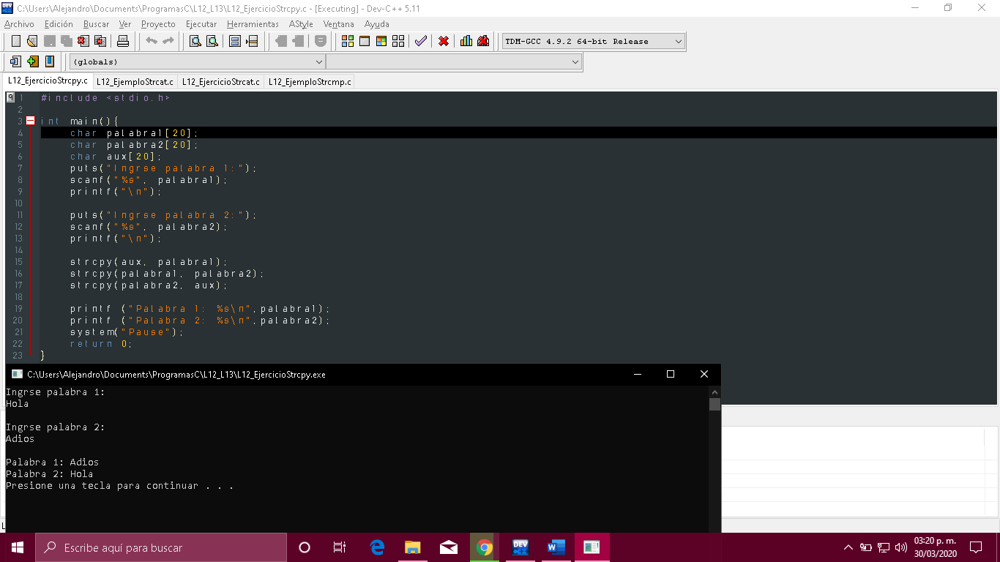 C:\Users\Alejandro\Documents\ProgramasC\L12_L13\L12_EjercicioStrcpy.c - [Executing] - Dev-C++ 5.11
Archivo Edición Buscar Ver Proyecto Ejecutar Herramientas AStyle Ventana Ayuda
TDM-GCC 4.9.2 64-bit Release
(globals)
L12_EjercicioStrcpy.c L12_EjemploStrcat.c L12_EjercicioStrcat.c L12_EjemploStrcmp.c
1 #include <stdio.h>
2
3 int main(){
4 char palabra1[20];
5 char palabra2[20];
6 char aux[20];
7 puts("Ingrse palabra 1:");
8 scanf("%s", palabra1);
9 printf("\n");
10
11 puts("Ingrse palabra 2:");
12 scanf("%s", palabra2);
13 printf("\n");
14
15 strcpy(aux, palabra1);
16 strcpy(palabra1, palabra2);
17 strcpy(palabra2, aux);
18
19 printf ("Palabra 1: %s\n",palabra1);
20 printf ("Palabra 2: %s\n",palabra2);
21 system("Pause");
22 return 0;
23 }
C:\Users\Alejandro\Documents\ProgramasC\L12_L13\L12_EjercicioStrcpy.exe
Ingrse palabra 1:
Hola
Ingrse palabra 2:
Adios
Palabra 1: Adios
Palabra 2: Hola
Presione una tecla para continuar . . .
Escribe aquí para buscar
DEV
03:20 p. m.
30/03/2020